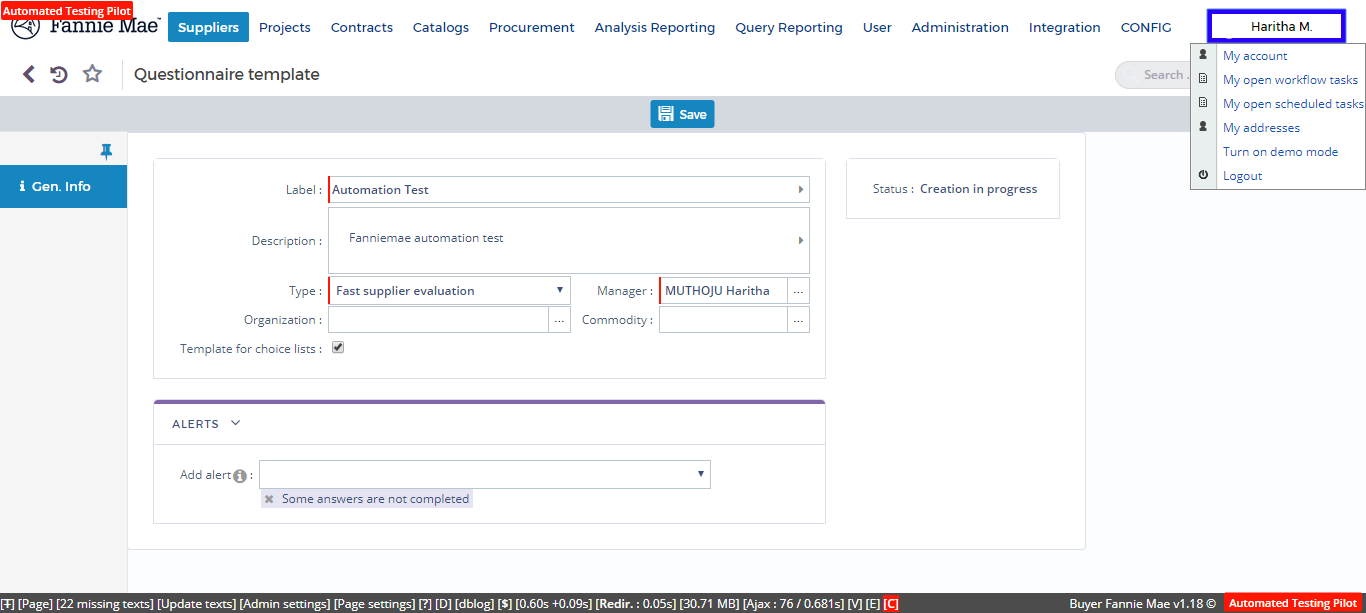 Automated Testing Pilot
Fannie Mae
Suppliers Projects Contracts Catalogs Procurement Analysis Reporting Query Reporting User Administration Integration CONFIG Haritha M.
My account
My open workflow tasks
My open scheduled tasks
My addresses
Turn on demo mode
Logout
Questionnaire template
Search .
Save
Gen. Info
Label : Automation Test
Description : Fanniemae automation test
Type : Fast supplier evaluation Manager : MUTHOJU Haritha ...
Organization : ... Commodity : ...
Template for choice lists :
Status : Creation in progress
ALERTS
Add alert :
Some answers are not completed
[T] [Page] [22 missing texts] [Update texts] [Admin settings] [Page settings] [?] [D] [dblog] [$] [0.60s +0.09s] [Redir. : 0.05s] [30.71 MB] [Ajax : 76 / 0.681s] [V] [E] [C]
Buyer Fannie Mae v1.18 © Automated Testing Pilot